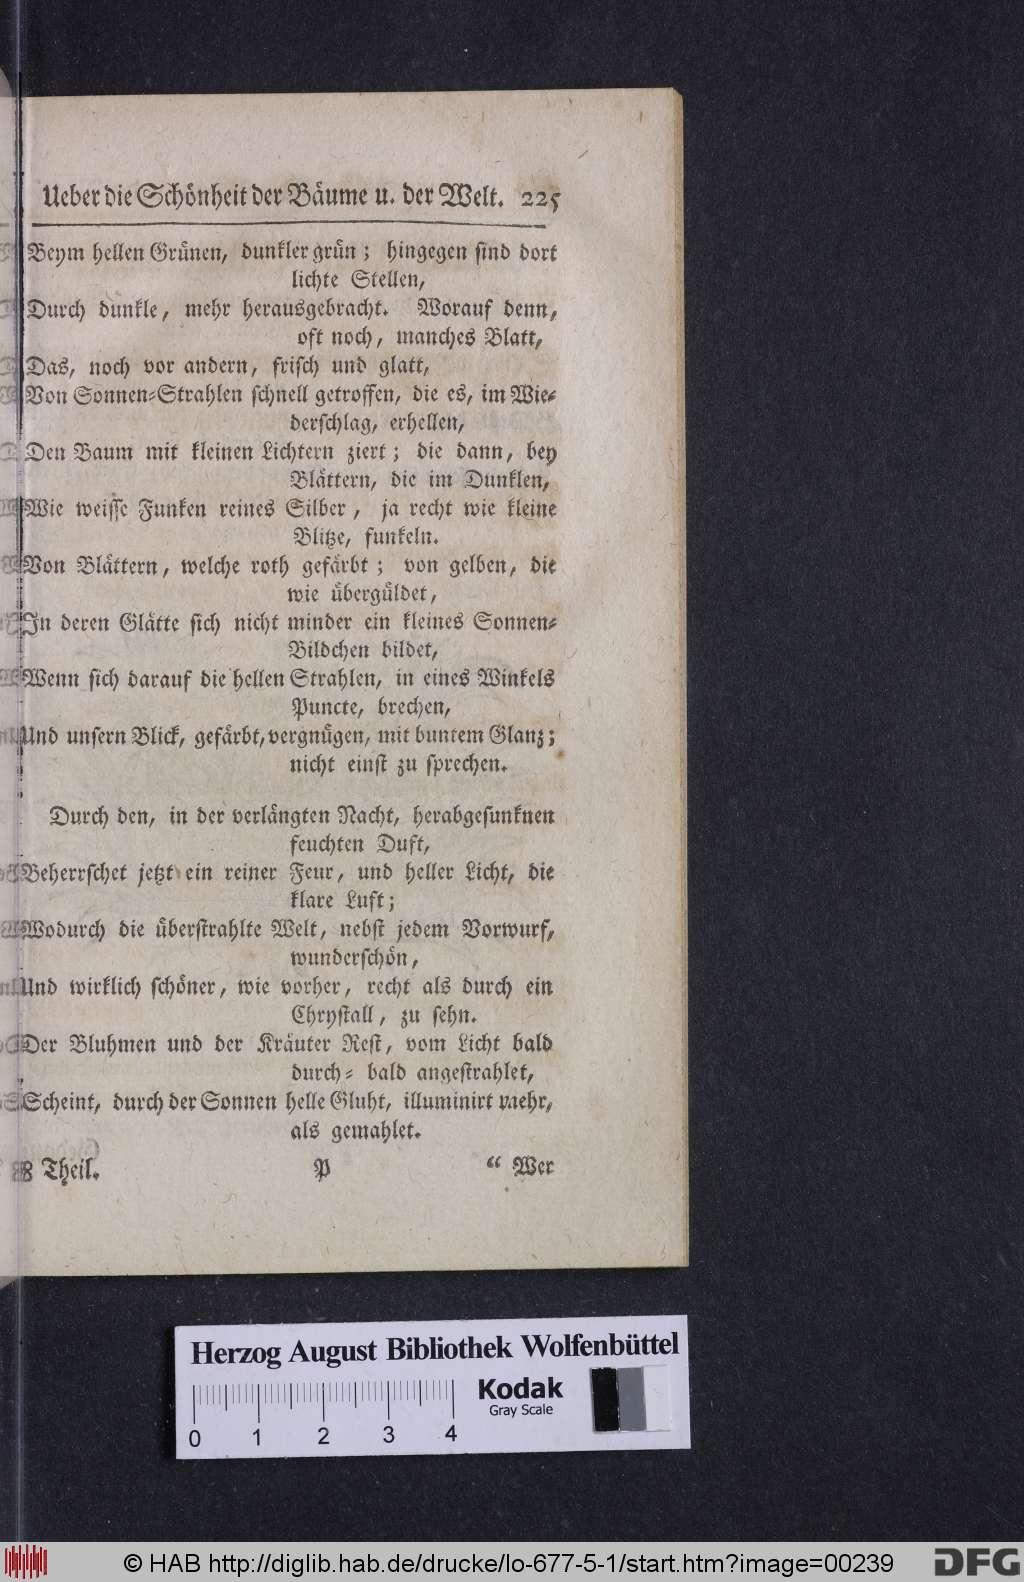 Ueber die Schönheit der Bäume u. der Welt. 225
Beym hellen Grünen, dunkler grün; hingegen sind dort
lichte Stellen,
Durch dunkle, mehr herausgebracht. Worauf denn,
oft noch, manches Blatt,
Das, noch vor andern, frisch und glatt,
Von Sonnen-Strahlen schnell getroffen, die es, im Wie-
derschlag, erhellen,
Den Baum mit kleinen Lichtern ziert; die dann, bey
Blättern, die im Dunklen,
Wie weisse Funken reines Silber, ja recht wie kleine
Blitze, funkeln.
Von Blättern, welche roth gefärbt; von gelben, die
wie übergüldet,
In deren Glätte sich nicht minder ein kleines Sonnen-
Bildchen bildet,
Wenn sich darauf die hellen Strahlen, in eines Winkels
Puncte, brechen,
Und unsern Blick, gefärbt, vergnügen, mit buntem Glanz;
nicht einst zu sprechen.
Durch den, in der verlängten Nacht, herabgesunknen
feuchten Duft,
Beherrschet jetzt ein reiner Feur, und heller Licht, die
klare Luft;
Wodurch die überstrahlte Welt, nebst jedem Vorwurf,
wunderschön,
Und wirklich schöner, wie vorher, recht als durch ein
Chrystall, zu sehn.
Der Bluhmen und der Kräuter Rest, vom Licht bald
durch- bald angestrahlet,
Scheint, durch der Sonnen helle Gluht, illuminirt mehr,
als gemahlet.
8 Theil. P “ Wer
Herzog August Bibliothek Wolfenbüttel
Kodak
Gray Scale
0 1 2 3 4
© HAB http://diglib.hab.de/drucke/lo-677-5-1/start.htm?image=00239
DFG